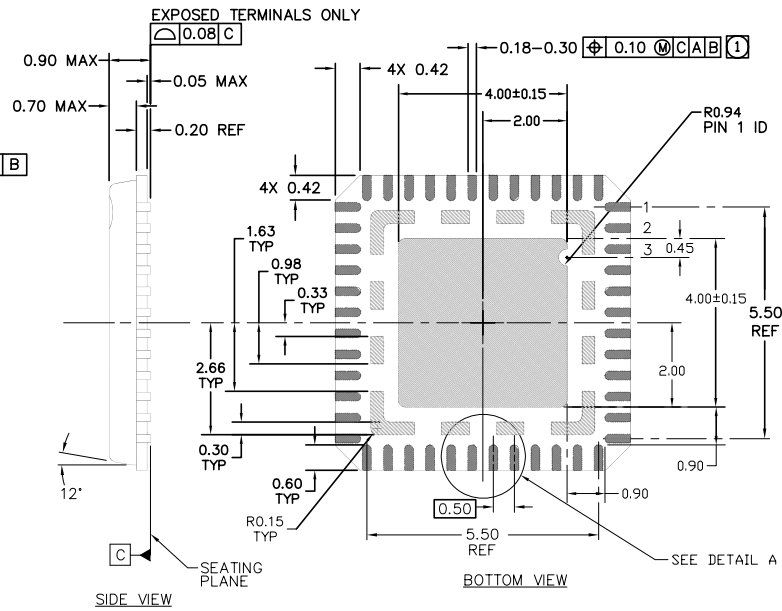 EXPOSED TERMINALS ONLY
⌓ 0.08 C
0.90 MAX
0.05 MAX
0.70 MAX
0.20 REF
B
4X 0.42
0.18-0.30 ⌖ 0.10 Ⓜ C A B 1
4.00±0.15
2.00
R0.94
PIN 1 ID
4X 0.42
1
2
3
0.45
1.63
TYP
0.98
TYP
0.33
TYP
4.00±0.15
5.50
REF
2.66
TYP
2.00
0.30
TYP
0.60
TYP
R0.15
TYP
12°
0.90
0.90
0.50
5.50
REF
C
SEATING
PLANE
SEE DETAIL A
SIDE VIEW
BOTTOM VIEW